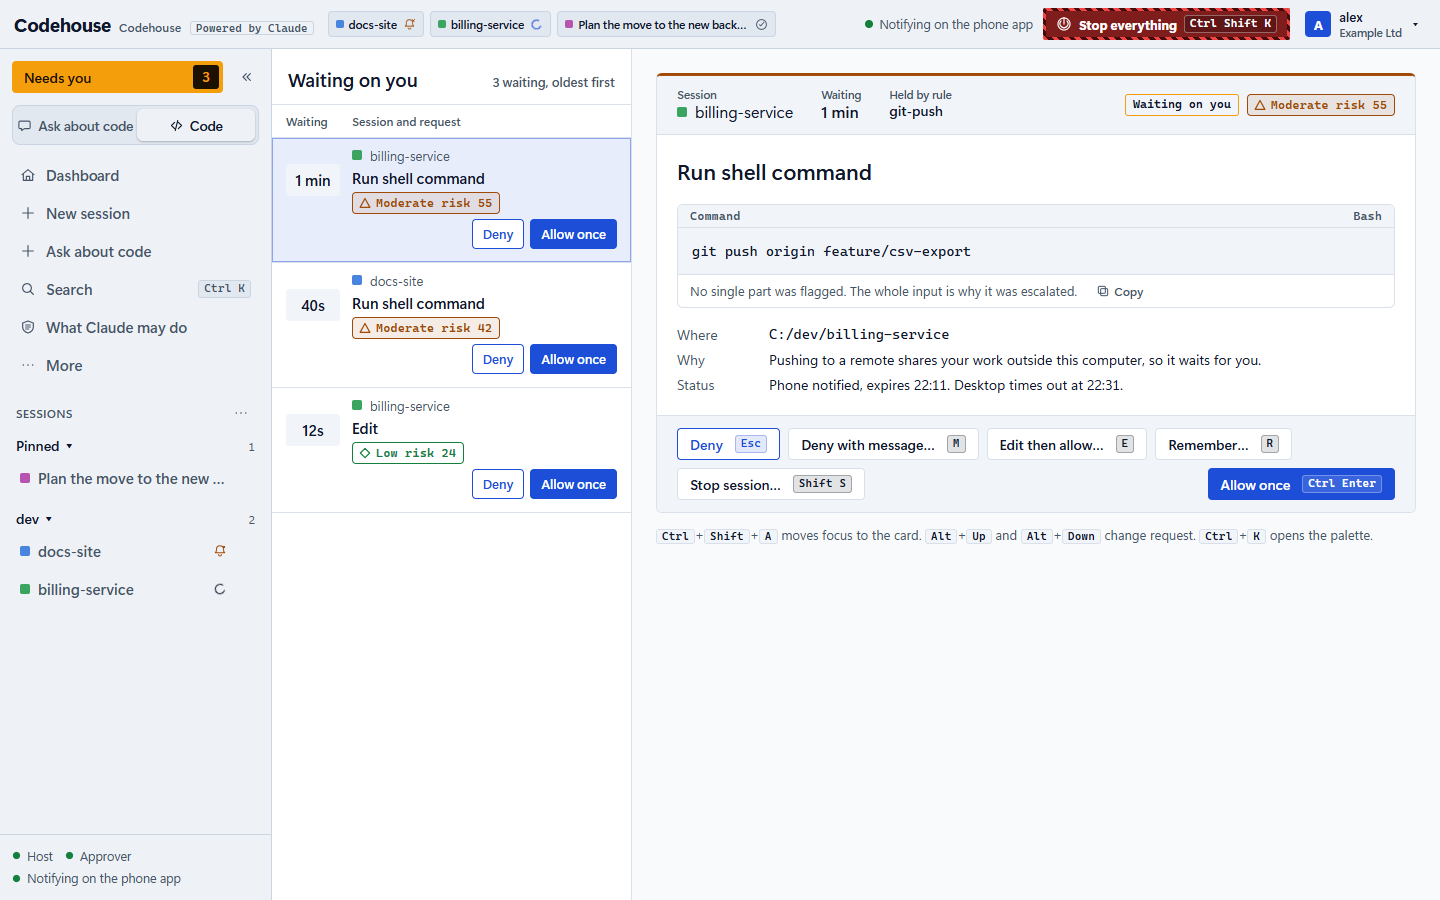 Codehouse Codehouse Powered by Claude
docs-site
billing-service
Plan the move to the new back...
Notifying on the phone app
Stop everything Ctrl Shift K
A
alex
Example Ltd
Needs you 3
Ask about code
Code
Dashboard
New session
Ask about code
Search Ctrl K
What Claude may do
More
SESSIONS
Pinned 1
Plan the move to the new ...
dev 2
docs-site
billing-service
Host Approver
Notifying on the phone app
Waiting on you 3 waiting, oldest first
Waiting Session and request
billing-service
1 min Run shell command
Moderate risk 55
Deny Allow once
docs-site
40s Run shell command
Moderate risk 42
Deny Allow once
billing-service
12s Edit
Low risk 24
Deny Allow once
Session Waiting Held by rule
billing-service 1 min git-push
Waiting on you Moderate risk 55
Run shell command
Command Bash
git push origin feature/csv-export
No single part was flagged. The whole input is why it was escalated. Copy
Where C:/dev/billing-service
Why Pushing to a remote shares your work outside this computer, so it waits for you.
Status Phone notified, expires 22:11. Desktop times out at 22:31.
Deny Esc Deny with message... M Edit then allow... E Remember... R
Stop session... Shift S Allow once Ctrl Enter
Ctrl+Shift+A moves focus to the card. Alt+Up and Alt+Down change request. Ctrl+K opens the palette.